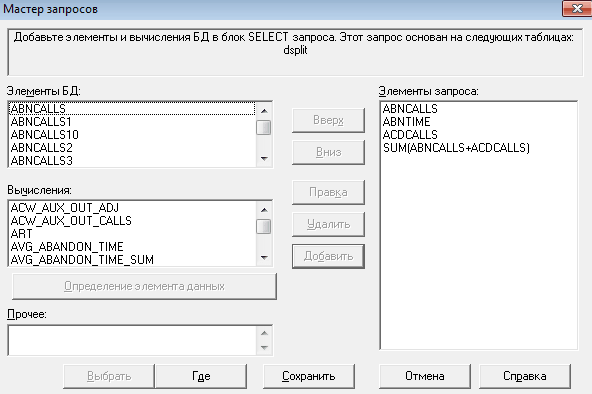 Мастер запросов
Добавьте элементы и вычисления БД в блок SELECT запроса. Этот запрос основан на следующих таблицах:
dsplit
Элементы БД:
ABNCALLS
ABNCALLS1
ABNCALLS10
ABNCALLS2
ABNCALLS3
Вычисления:
ACW_AUX_OUT_ADJ
ACW_AUX_OUT_CALLS
ART
AVG_ABANDON_TIME
AVG_ABANDON_TIME_SUM
Определение элемента данных
Прочее:
Вверх
Вниз
Правка
Удалить
Добавить
Элементы запроса:
ABNCALLS
ABNTIME
ACDCALLS
SUM(ABNCALLS+ACDCALLS)
Выбрать
Где
Сохранить
Отмена
Справка